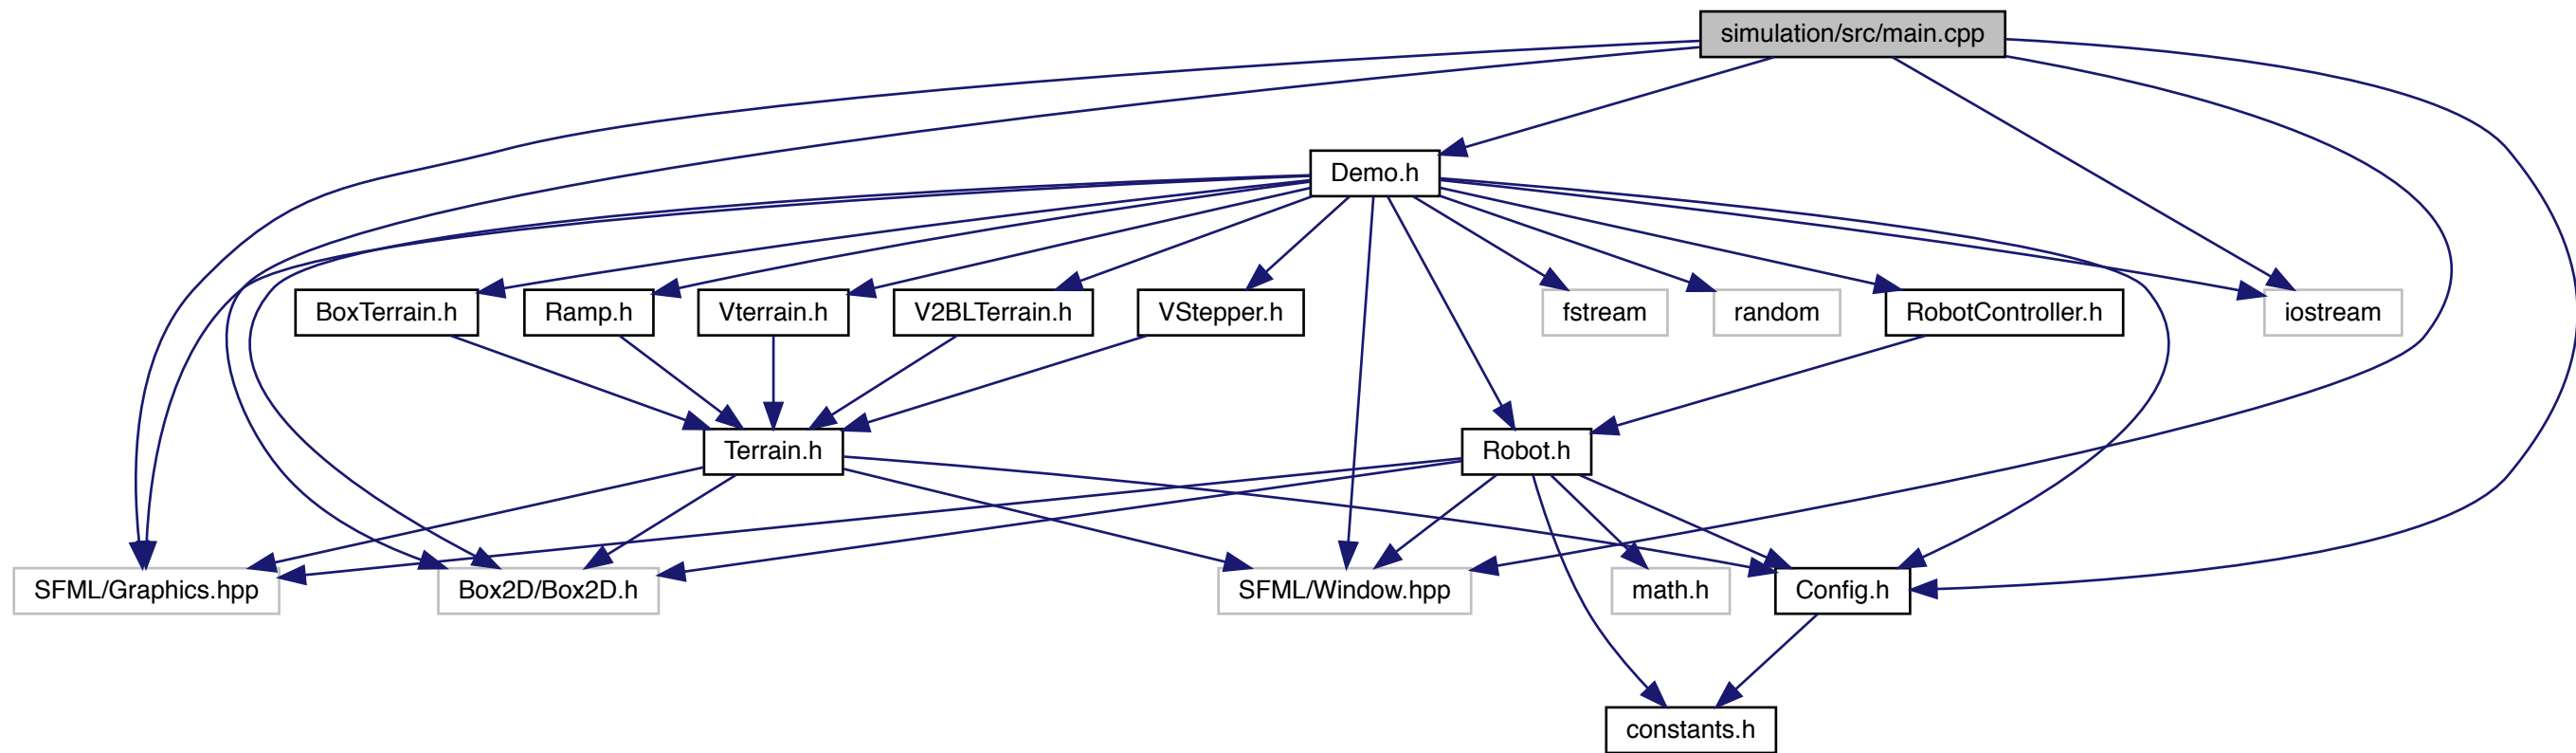 simulation/src/main.cpp
Demo.h
BoxTerrain.h
Ramp.h
Vterrain.h
V2BLTerrain.h
VStepper.h
fstream
random
RobotController.h
iostream
Terrain.h
Robot.h
SFML/Graphics.hpp
Box2D/Box2D.h
SFML/Window.hpp
math.h
Config.h
constants.h